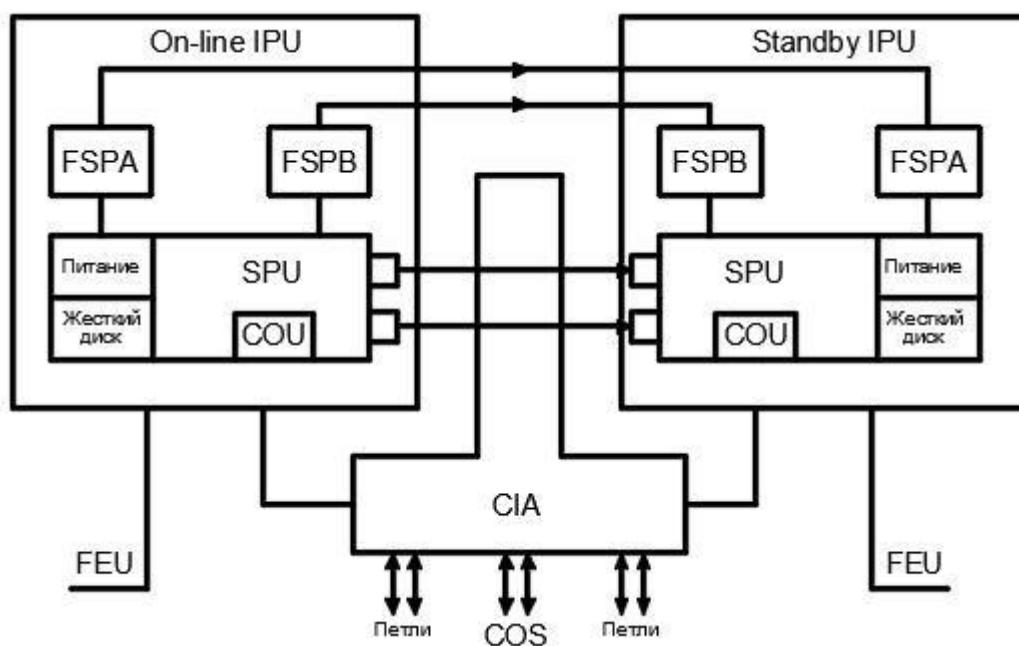 On-line IPU
Standby IPU
FSPA
FSPB
FSPB
FSPA
Питание
SPU
SPU
Питание
Жесткий
диск
COU
COU
Жесткий
диск
CIA
FEU
FEU
Петли
COS
Петли